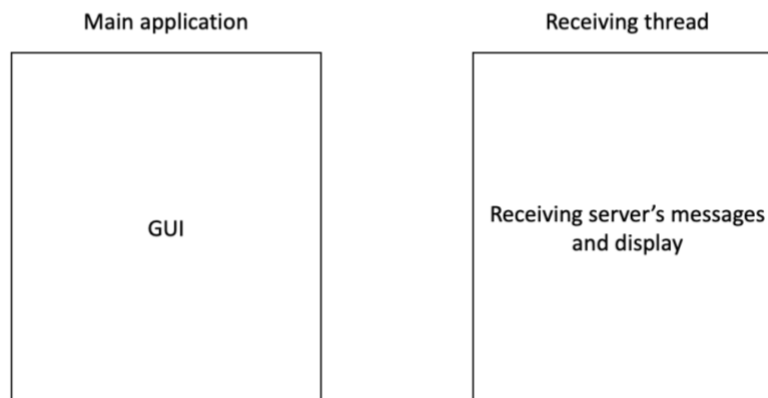 Main application
Receiving thread
GUI
Receiving server’s messages
and display